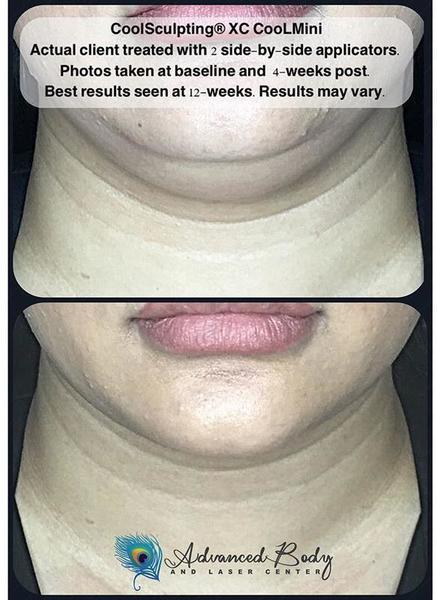 CoolSculpting® XC CooLMini
Actual client treated with 2 side-by-side applicators.
Photos taken at baseline and 4-weeks post.
Best results seen at 12-weeks. Results may vary.
Advanced Body
AND LASER CENTER